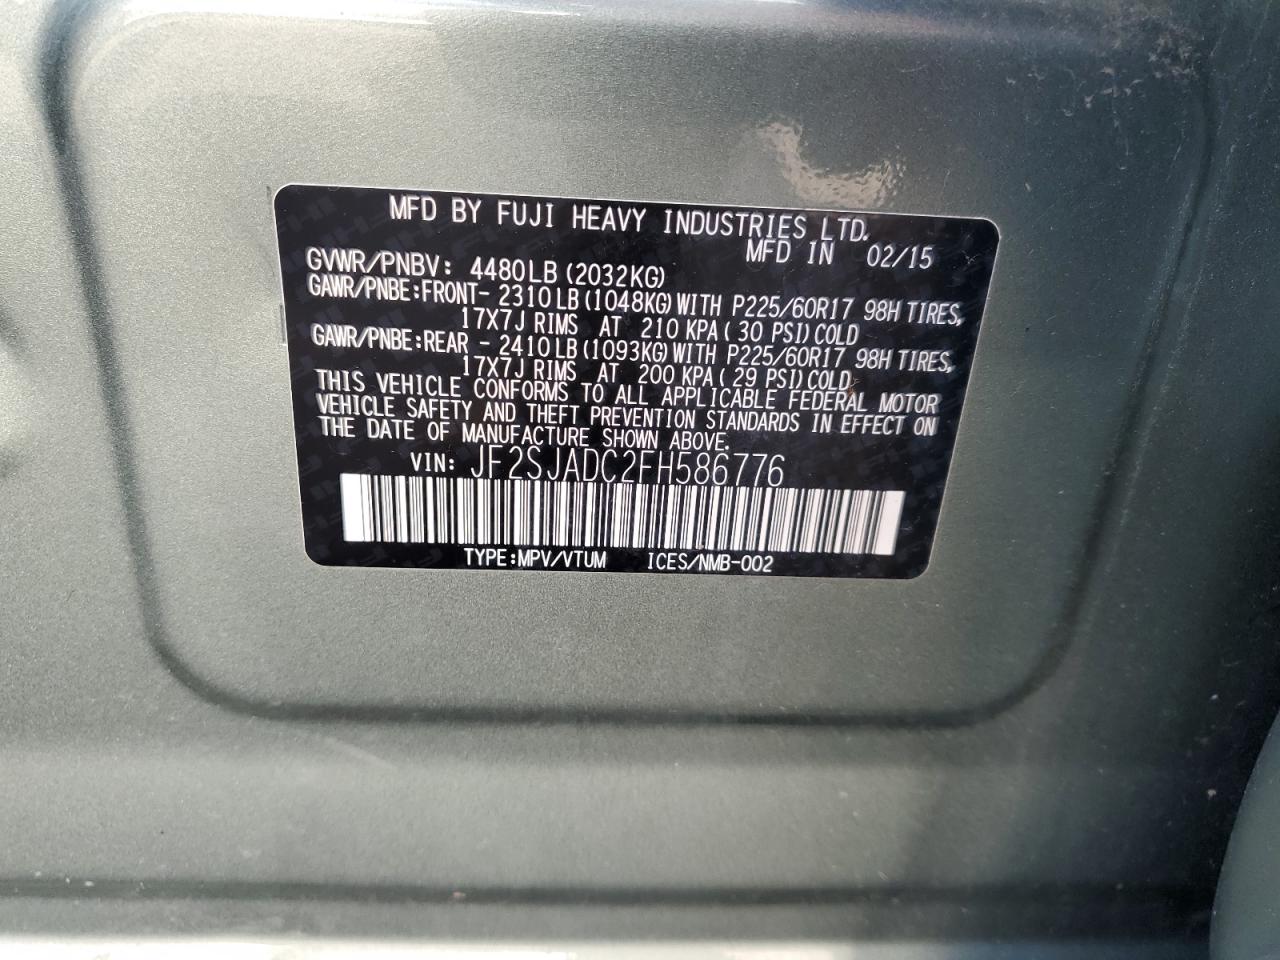 MFD BY FUJI HEAVY INDUSTRIES LTD.
MFD IN 02/15
GVWR/PNBV: 4480LB (2032KG)
GAWR/PNBE:FRONT- 2310 LB (1048KG) WITH P225/60R17 98H TIRES,
17X7J RIMS AT 210 KPA ( 30 PSI) COLD
GAWR/PNBE:REAR - 2410 LB (1093KG) WITH P225/60R17 98H TIRES,
17X7J RIMS AT 200 KPA ( 29 PSI) COLD.
THIS VEHICLE CONFORMS TO ALL APPLICABLE FEDERAL MOTOR
VEHICLE SAFETY AND THEFT PREVENTION STANDARDS IN EFFECT ON
THE DATE OF MANUFACTURE SHOWN ABOVE.
VIN: JF2SJADC2FH586776
TYPE:MPV/VTUM ICES/NMB-002